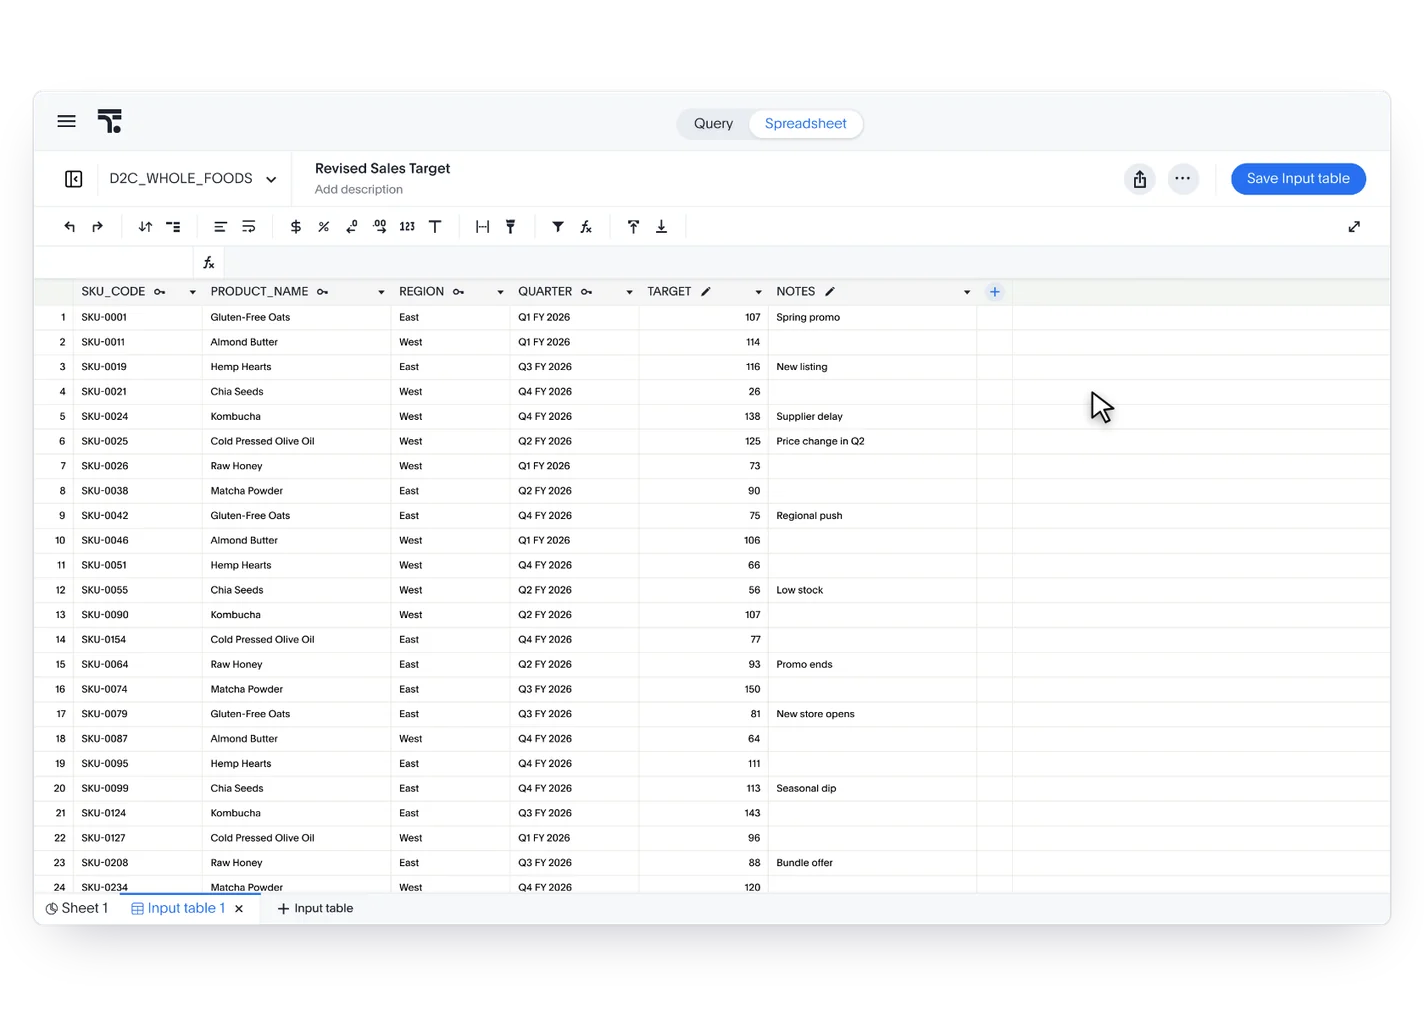 Query Spreadsheet
D2C_WHOLE_FOODS
Revised Sales Target
Add description
Save Input table
$ % .0 .00 123 T
fx
SKU_CODE PRODUCT_NAME REGION QUARTER TARGET NOTES +
1 SKU-0001 Gluten-Free Oats East Q1 FY 2026 107 Spring promo
2 SKU-0011 Almond Butter West Q1 FY 2026 114
3 SKU-0019 Hemp Hearts East Q3 FY 2026 116 New listing
4 SKU-0021 Chia Seeds West Q4 FY 2026 26
5 SKU-0024 Kombucha West Q4 FY 2026 138 Supplier delay
6 SKU-0025 Cold Pressed Olive Oil West Q2 FY 2026 125 Price change in Q2
7 SKU-0026 Raw Honey West Q1 FY 2026 73
8 SKU-0038 Matcha Powder East Q2 FY 2026 90
9 SKU-0042 Gluten-Free Oats East Q4 FY 2026 75 Regional push
10 SKU-0046 Almond Butter West Q1 FY 2026 106
11 SKU-0051 Hemp Hearts West Q4 FY 2026 66
12 SKU-0055 Chia Seeds West Q2 FY 2026 56 Low stock
13 SKU-0090 Kombucha West Q2 FY 2026 107
14 SKU-0154 Cold Pressed Olive Oil East Q4 FY 2026 77
15 SKU-0064 Raw Honey East Q2 FY 2026 93 Promo ends
16 SKU-0074 Matcha Powder East Q3 FY 2026 150
17 SKU-0079 Gluten-Free Oats East Q3 FY 2026 81 New store opens
18 SKU-0087 Almond Butter West Q4 FY 2026 64
19 SKU-0095 Hemp Hearts East Q4 FY 2026 111
20 SKU-0099 Chia Seeds East Q4 FY 2026 113 Seasonal dip
21 SKU-0124 Kombucha East Q3 FY 2026 143
22 SKU-0127 Cold Pressed Olive Oil West Q1 FY 2026 96
23 SKU-0208 Raw Honey East Q3 FY 2026 88 Bundle offer
24 SKU-0234 Matcha Powder West Q4 FY 2026 120
Sheet 1 Input table 1 × + Input table